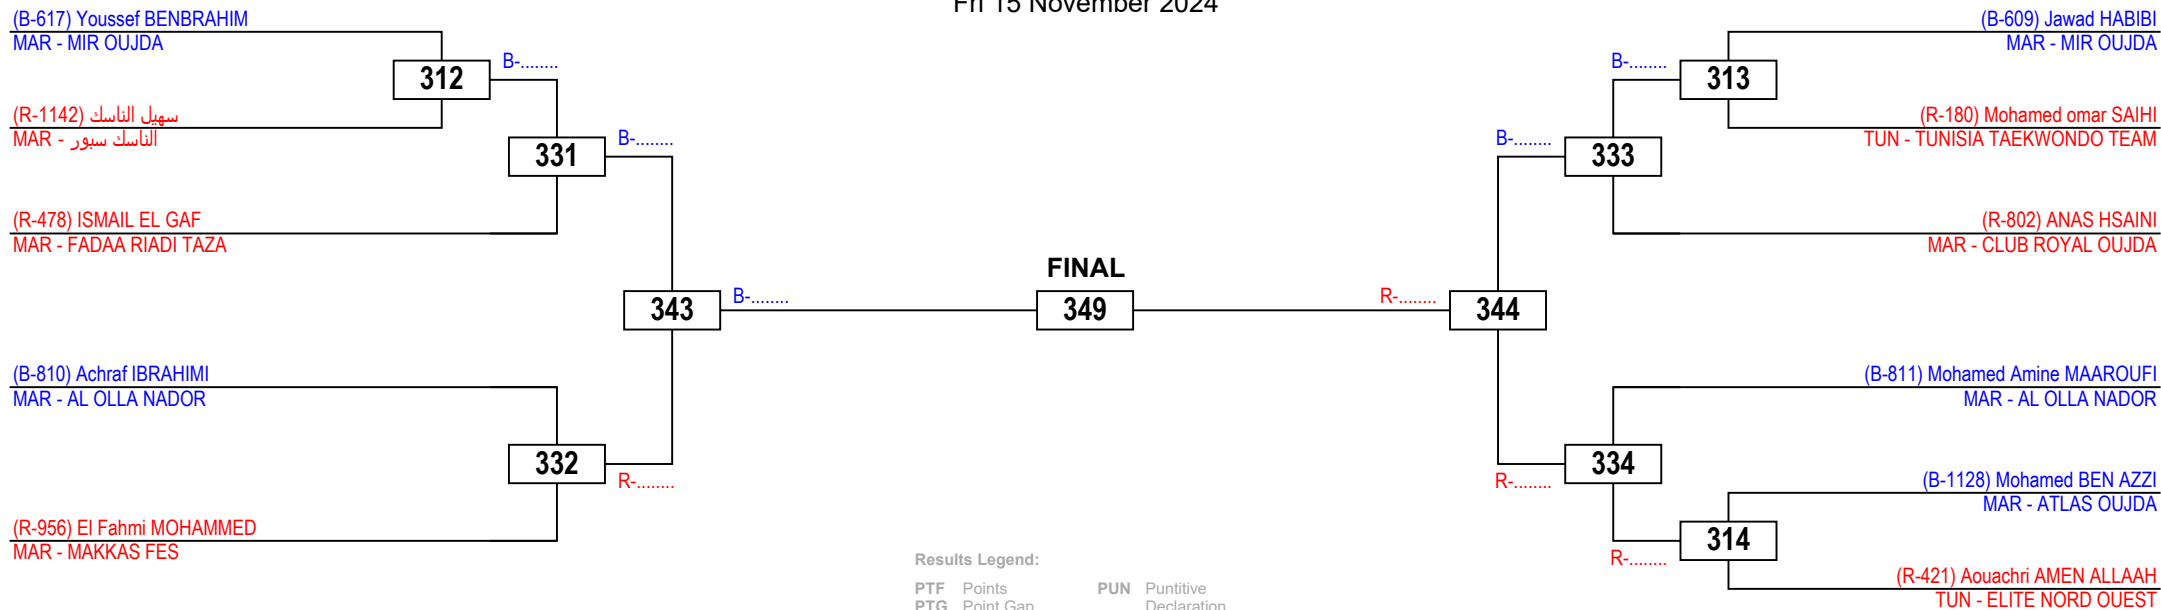 Fri 15 November 2024
(B-617) Youssef BENBRAHIM
MAR - MIR OUJDA
312
B-........
(R-1142) سهيل الناسك
MAR - الناسك سبور
331
B-........
(R-478) ISMAIL EL GAF
MAR - FADAA RIADI TAZA
343
B-........
(B-810) Achraf IBRAHIMI
MAR - AL OLLA NADOR
332
R-........
(R-956) El Fahmi MOHAMMED
MAR - MAKKAS FES
FINAL
349
(B-609) Jawad HABIBI
MAR - MIR OUJDA
B-........
313
(R-180) Mohamed omar SAIHI
TUN - TUNISIA TAEKWONDO TEAM
B-........
333
(R-802) ANAS HSAINI
MAR - CLUB ROYAL OUJDA
R-........
344
(B-811) Mohamed Amine MAAROUFI
MAR - AL OLLA NADOR
334
R-........
(B-1128) Mohamed BEN AZZI
MAR - ATLAS OUJDA
314
R-........
(R-421) Aouachri AMEN ALLAAH
TUN - ELITE NORD OUEST
Results Legend:
PTF Points
PUN Puntitive
PTG Point Gap
Declaration